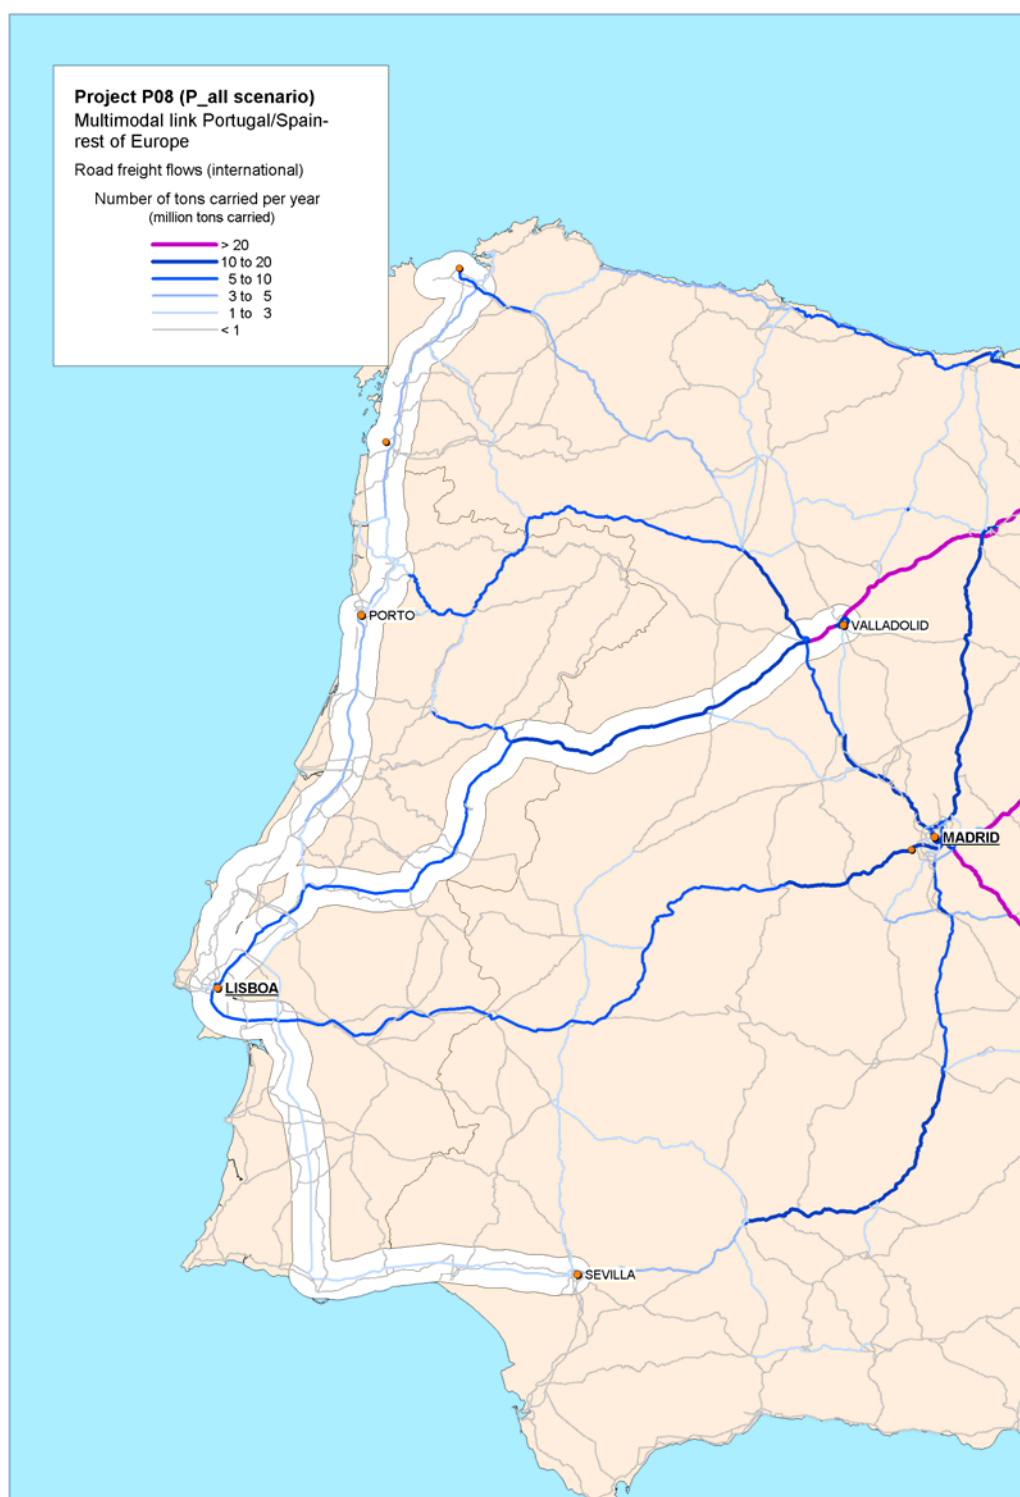 Project P08 (P_all scenario)
Multimodal link Portugal/Spain-
rest of Europe
Road freight flows (international)
Number of tons carried per year
(million tons carried)
> 20
10 to 20
5 to 10
3 to 5
1 to 3
< 1
PORTO
VALLADOLID
MADRID
LISBOA
SEVILLA